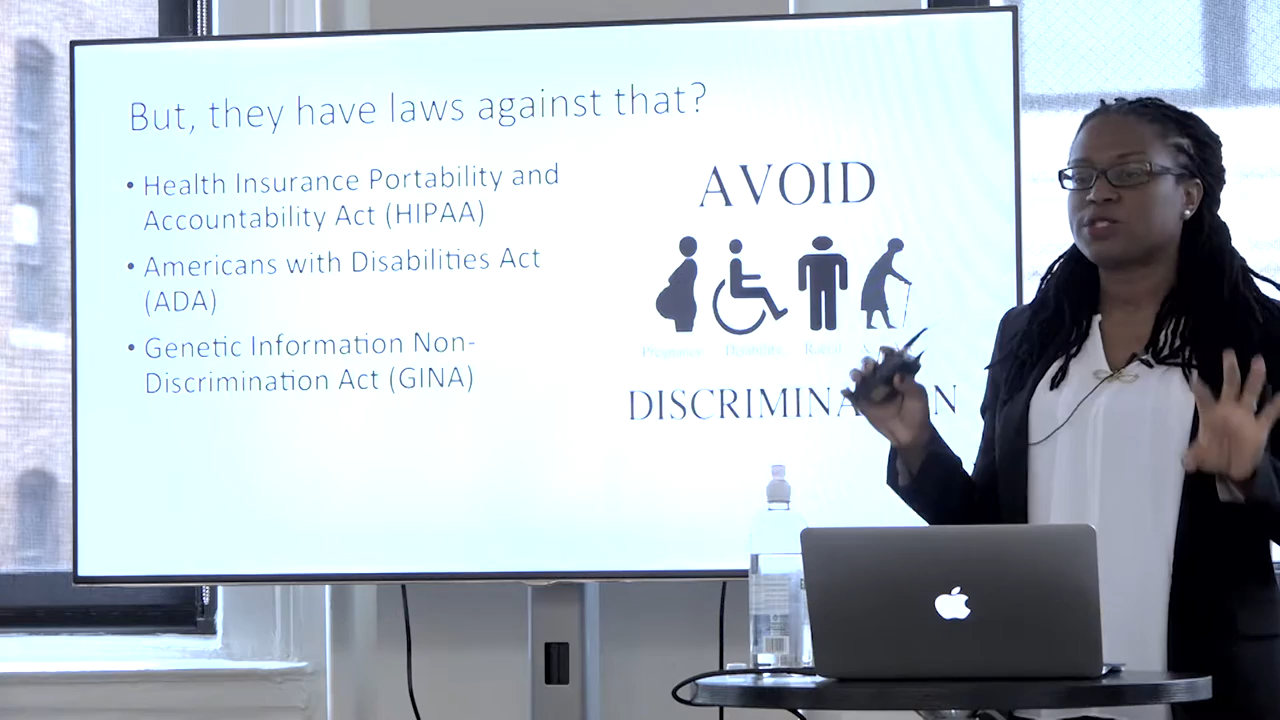 But, they have laws against that?
• Health Insurance Portability and
Accountability Act (HIPAA)
• Americans with Disabilities Act
(ADA)
• Genetic Information Non-
Discrimination Act (GINA)
AVOID